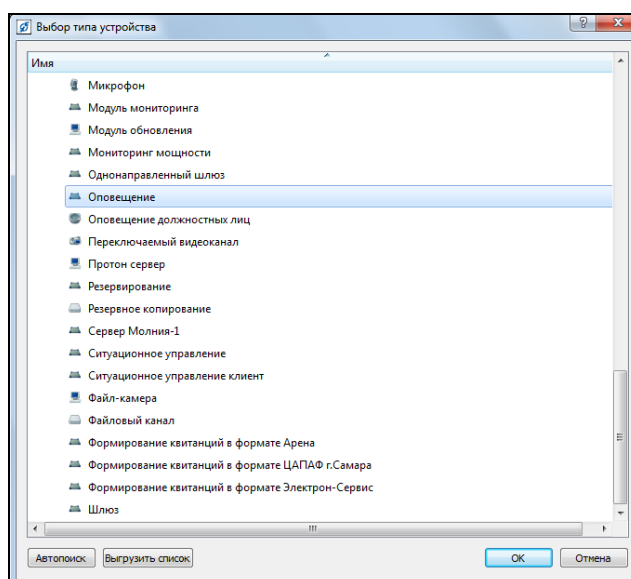 Выбор типа устройства
Имя
Микрофон
Модуль мониторинга
Модуль обновления
Мониторинг мощности
Однонаправленный шлюз
Оповещение
Оповещение должностных лиц
Переключаемый видеоканал
Протон сервер
Резервирование
Резервное копирование
Сервер Молния-1
Ситуационное управление
Ситуационное управление клиент
Файл-камера
Файловый канал
Формирование квитанций в формате Арена
Формирование квитанций в формате ЦАПАФ г.Самара
Формирование квитанций в формате Электрон-Сервис
Шлюз
Автопоиск Выгрузить список OK Отмена